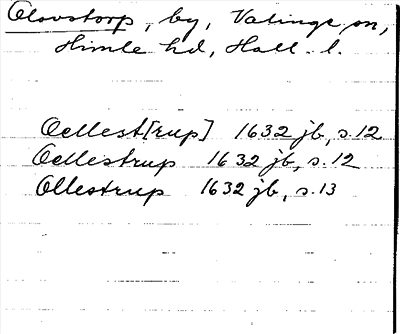 Olovstorp, by, Valinge sn,
Himle hd, Hall. l.
Oellest[rup] 1632 jb, s. 12
Oellestrup 1632 jb, s. 12
Ollestrup 1632 jb, s. 13